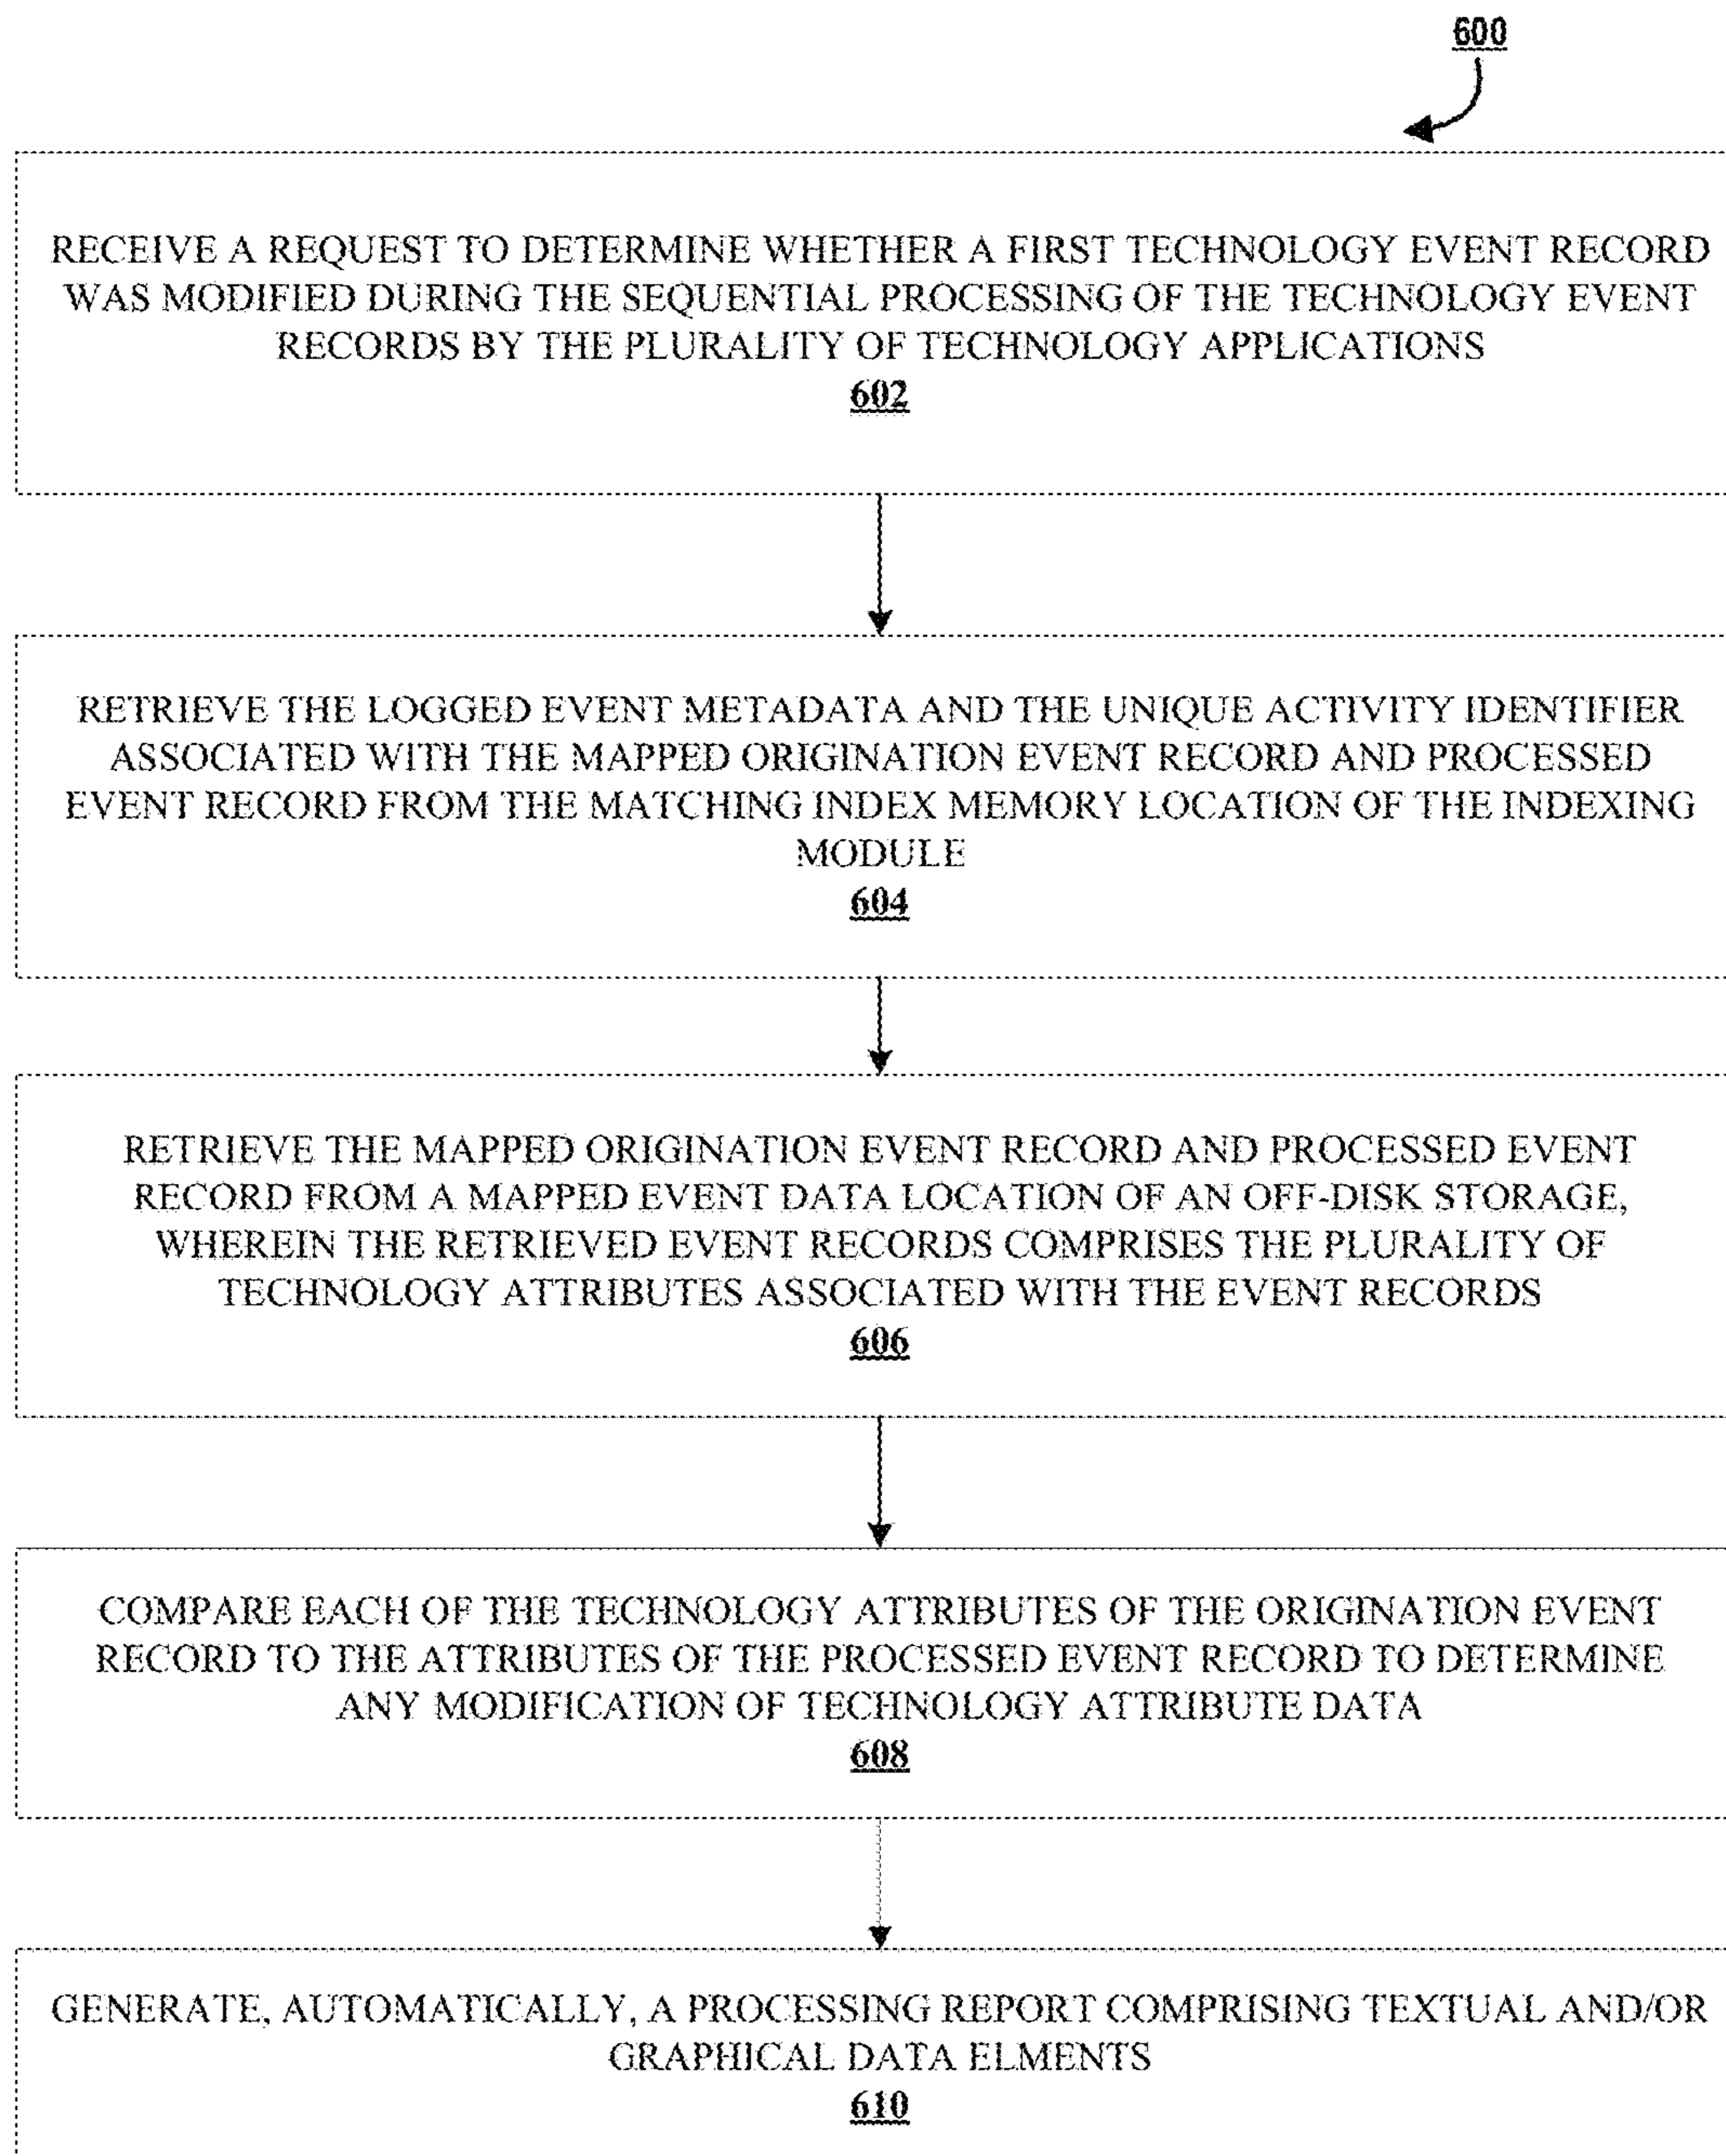 600
RECEIVE A REQUEST TO DETERMINE WHETHER A FIRST TECHNOLOGY EVENT RECORD
WAS MODIFIED DURING THE SEQUENTIAL PROCESSING OF THE TECHNOLOGY EVENT
RECORDS BY THE PLURALITY OF TECHNOLOGY APPLICATIONS
602
RETRIEVE THE LOGGED EVENT METADATA AND THE UNIQUE ACTIVITY IDENTIFIER
ASSOCIATED WITH THE MAPPED ORIGINATION EVENT RECORD AND PROCESSED
EVENT RECORD FROM THE MATCHING INDEX MEMORY LOCATION OF THE INDEXING
MODULE
604
RETRIEVE THE MAPPED ORIGINATION EVENT RECORD AND PROCESSED EVENT
RECORD FROM A MAPPED EVENT DATA LOCATION OF AN OFF-DISK STORAGE,
WHEREIN THE RETRIEVED EVENT RECORDS COMPRISES THE PLURALITY OF
TECHNOLOGY ATTRIBUTES ASSOCIATED WITH THE EVENT RECORDS
606
COMPARE EACH OF THE TECHNOLOGY ATTRIBUTES OF THE ORIGINATION EVENT
RECORD TO THE ATTRIBUTES OF THE PROCESSED EVENT RECORD TO DETERMINE
ANY MODIFICATION OF TECHNOLOGY ATTRIBUTE DATA
608
GENERATE, AUTOMATICALLY, A PROCESSING REPORT COMPRISING TEXTUAL AND/OR
GRAPHICAL DATA ELMENTS
610